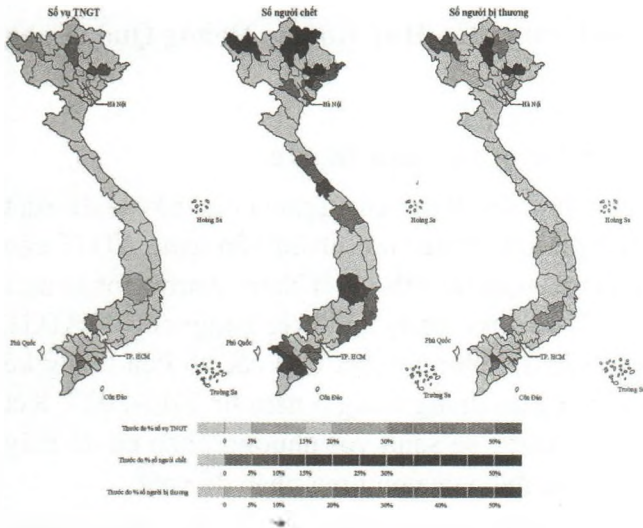 Số vụ TNGT
Số người chết
Số người bị thương
Hà Nội
Hà Nội
Hà Nội
Hoàng Sa
Hoàng Sa
Hoàng Sa
Phú Quốc
TP. HCM
Trường Sa
Côn Đảo
Phú Quốc
TP. HCM
Trường Sa
Côn Đảo
Phú Quốc
TP. HCM
Trường Sa
Côn Đảo
Thước đo % số vụ TNGT
0 5% 15% 20% 30% 50%
Thước đo % số người chết
0 5% 10% 15% 25% 30% 50%
Thước đo % số người bị thương
0 5% 10% 20% 40% 50%